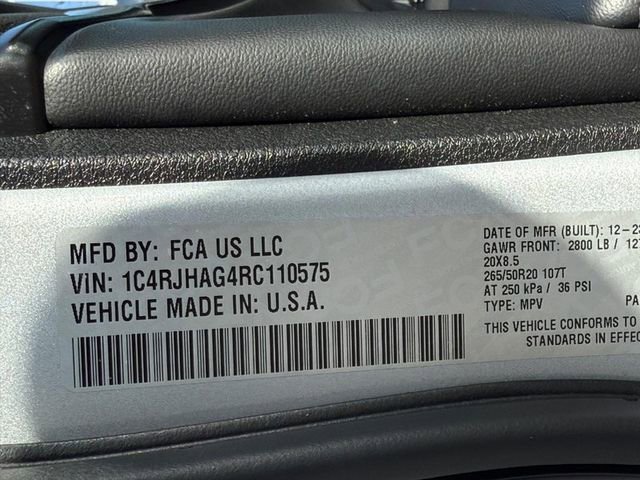 MFD BY: FCA US LLC
VIN: 1C4RJHAG4RC110575
VEHICLE MADE IN: U.S.A.
DATE OF MFR (BUILT): 12-23
GAWR FRONT: 2800 LB /
20X8.5
265/50R20 107T
AT 250 kPa / 36 PSI
TYPE: MPV
THIS VEHICLE CONFORMS TO
STANDARDS IN EFFEC